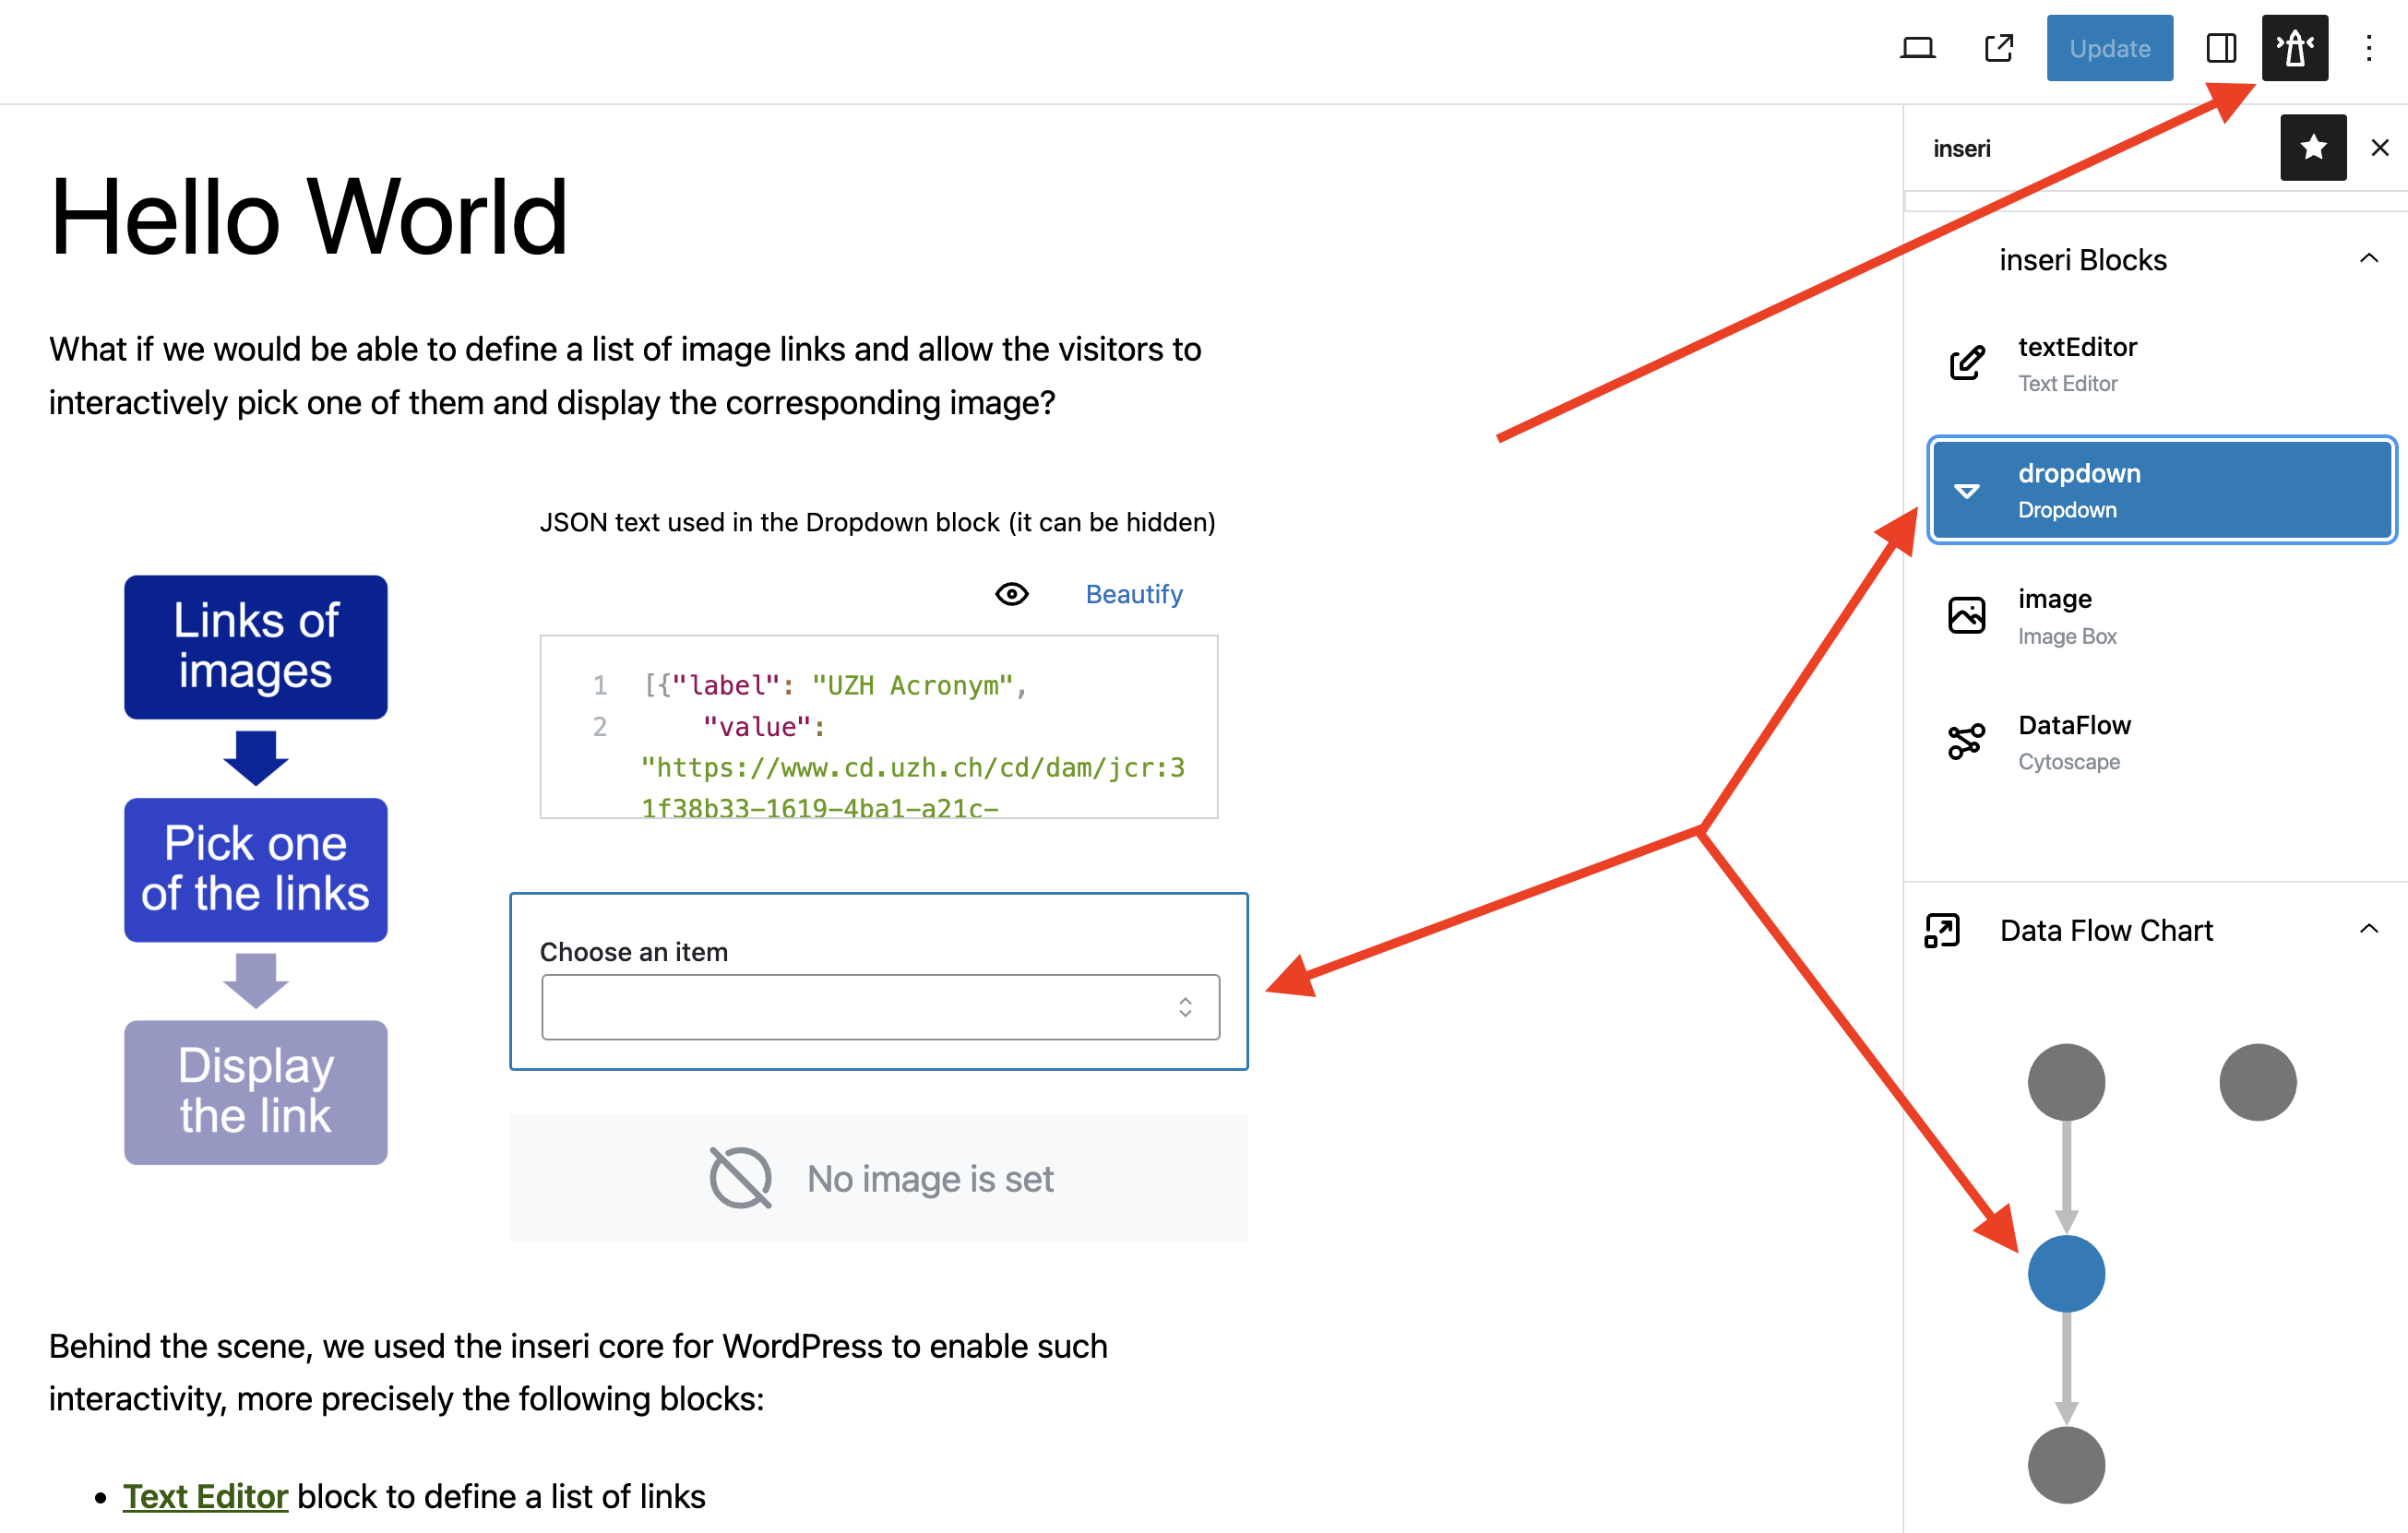 Update
inseri
Hello World
What if we would be able to define a list of image links and allow the visitors to
interactively pick one of them and display the corresponding image?
Links of
images
Pick one
of the links
Display
the link
JSON text used in the Dropdown block (it can be hidden)
Beautify
1 [{"label": "UZH Acronym",
2 "value":
"https://www.cd.uzh.ch/cd/dam/jcr:3
1f38b33-1619-4ba1-a21c-
Choose an item
No image is set
Behind the scene, we used the inseri core for WordPress to enable such
interactivity, more precisely the following blocks:
• Text Editor block to define a list of links
inseri Blocks
textEditor
Text Editor
dropdown
Dropdown
image
Image Box
DataFlow
Cytoscape
Data Flow Chart